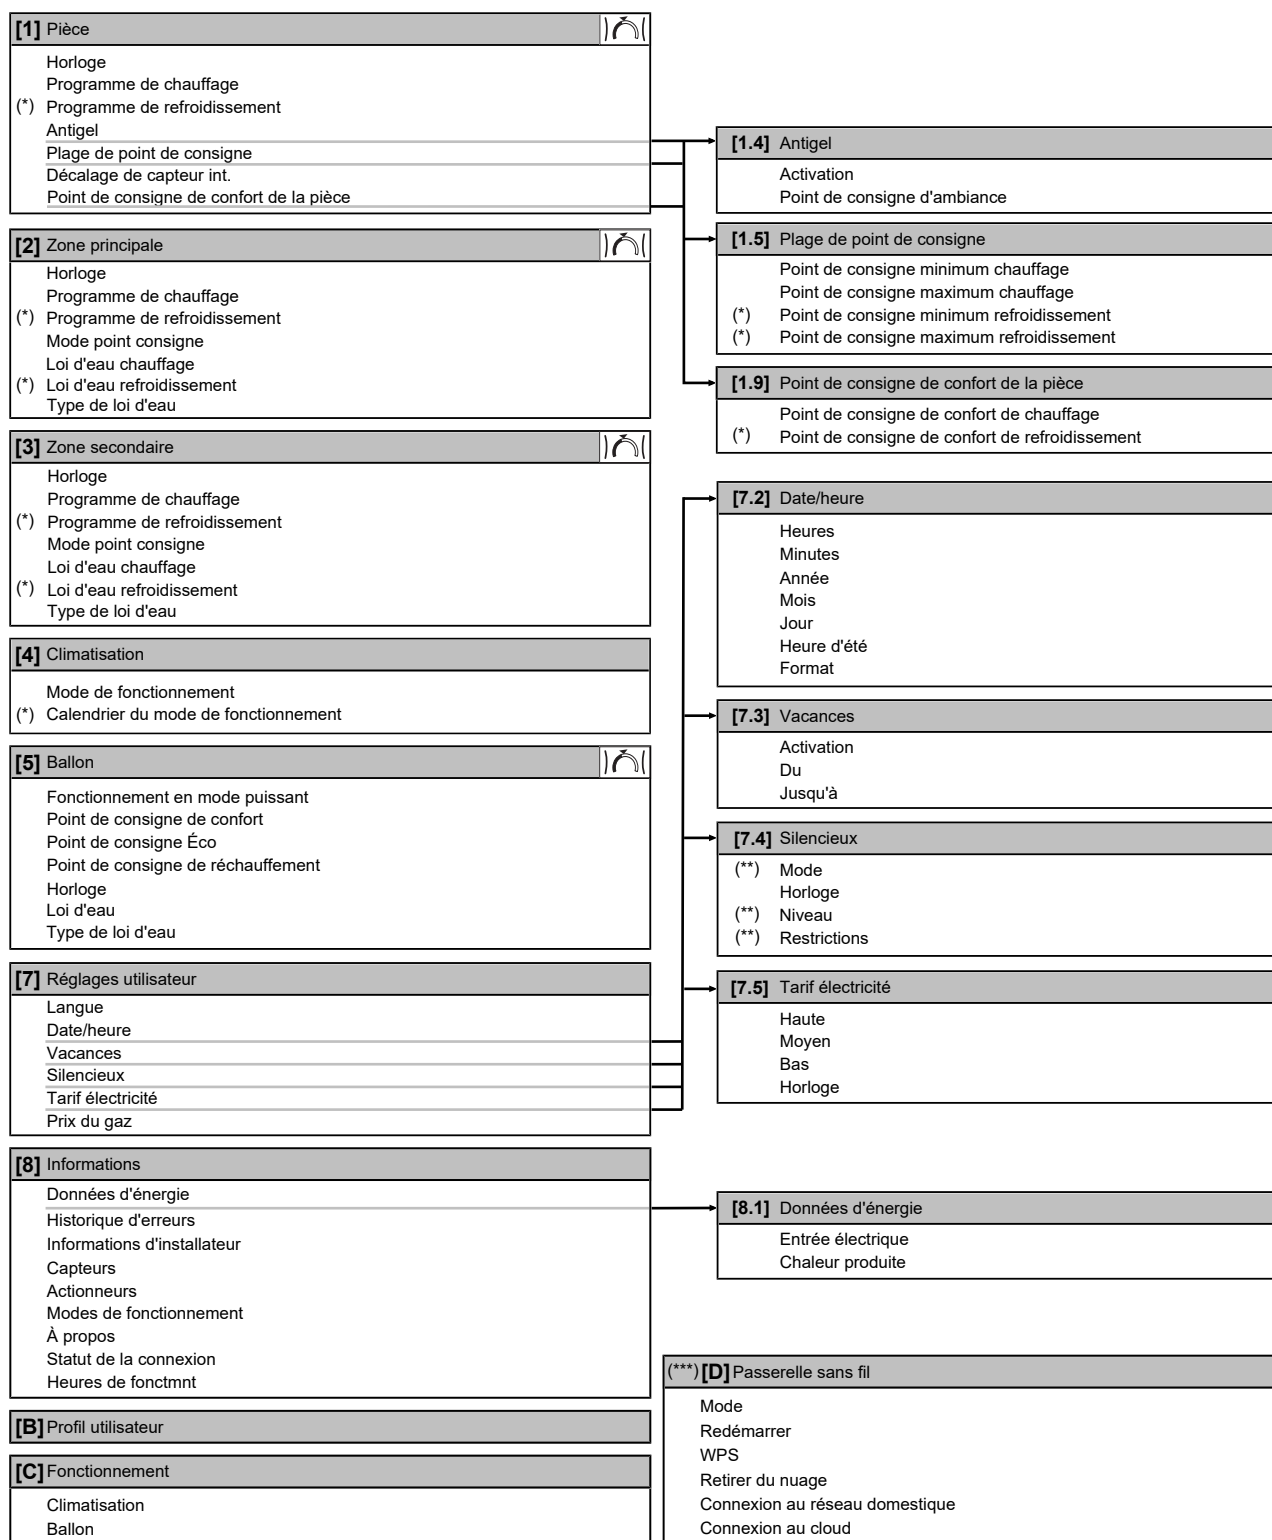 [1] Pièce
Horloge
Programme de chauffage
(*) Programme de refroidissement
Antigel
Plage de point de consigne
Décalage de capteur int.
Point de consigne de confort de la pièce
[2] Zone principale
Horloge
Programme de chauffage
(*) Programme de refroidissement
Mode point consigne
Loi d'eau chauffage
(*) Loi d'eau refroidissement
Type de loi d'eau
[3] Zone secondaire
Horloge
Programme de chauffage
(*) Programme de refroidissement
Mode point consigne
Loi d'eau chauffage
(*) Loi d'eau refroidissement
Type de loi d'eau
[4] Climatisation
Mode de fonctionnement
(*) Calendrier du mode de fonctionnement
[5] Ballon
Fonctionnement en mode puissant
Point de consigne de confort
Point de consigne Éco
Point de consigne de réchauffement
Horloge
Loi d'eau
Type de loi d'eau
[7] Réglages utilisateur
Langue
Date/heure
Vacances
Silencieux
Tarif électricité
Prix du gaz
[8] Informations
Données d'énergie
Historique d'erreurs
Informations d'installateur
Capteurs
Actionneurs
Modes de fonctionnement
À propos
Statut de la connexion
Heures de fonctmnt
[B] Profil utilisateur
[C] Fonctionnement
Climatisation
Ballon
[1.4] Antigel
Activation
Point de consigne d'ambiance
[1.5] Plage de point de consigne
Point de consigne minimum chauffage
Point de consigne maximum chauffage
(*) Point de consigne minimum refroidissement
(*) Point de consigne maximum refroidissement
[1.9] Point de consigne de confort de la pièce
Point de consigne de confort de chauffage
(*) Point de consigne de confort de refroidissement
[7.2] Date/heure
Heures
Minutes
Année
Mois
Jour
Heure d'été
Format
[7.3] Vacances
Activation
Du
Jusqu'à
[7.4] Silencieux
(**) Mode
Horloge
(**) Niveau
(**) Restrictions
[7.5] Tarif électricité
Haute
Moyen
Bas
Horloge
[8.1] Données d'énergie
Entrée électrique
Chaleur produite
(***) [D] Passerelle sans fil
Mode
Redémarrer
WPS
Retirer du nuage
Connexion au réseau domestique
Connexion au cloud